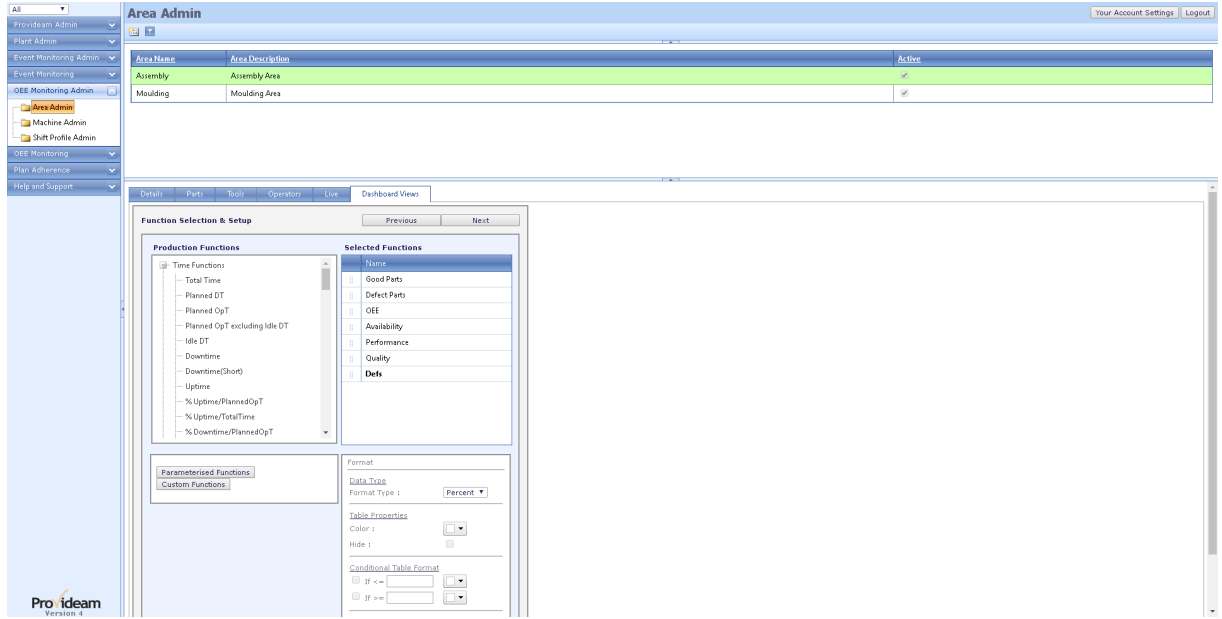 All
Area Admin
Your Account Settings Logout
Provideam Admin
Plant Admin
Event Monitoring Admin
Event Monitoring
OEE Monitoring Admin
Area Admin
Machine Admin
Shift Profile Admin
OEE Monitoring
Plan Adherence
Help and Support
Area Name Area Description Active
Assembly Assembly Area
Moulding Moulding Area
Details Parts Tools Operators Live Dashboard Views
Function Selection & Setup Previous Next
Production Functions
Time Functions
Total Time
Planned DT
Planned OpT
Planned OpT excluding Idle DT
Idle DT
Downtime
Downtime(Short)
Uptime
% Uptime/PlannedOpT
% Uptime/TotalTime
% Downtime/PlannedOpT
Selected Functions
Name
Good Parts
Defect Parts
OEE
Availability
Performance
Quality
Defs
Parameterised Functions
Custom Functions
Format
Data Type
Format Type : Percent
Table Properties
Color :
Hide :
Conditional Table Format
If <=
If >=
Provideam
Version 4